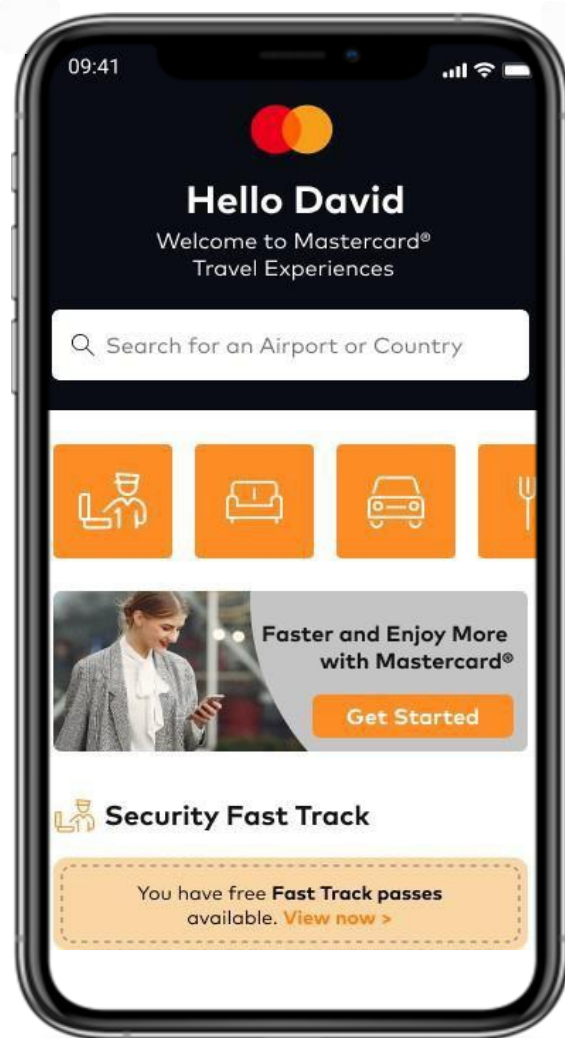 09:41
Hello David
Welcome to Mastercard®
Travel Experiences
Search for an Airport or Country
Faster and Enjoy More
with Mastercard®
Get Started
Security Fast Track
You have free Fast Track passes
available. View now >